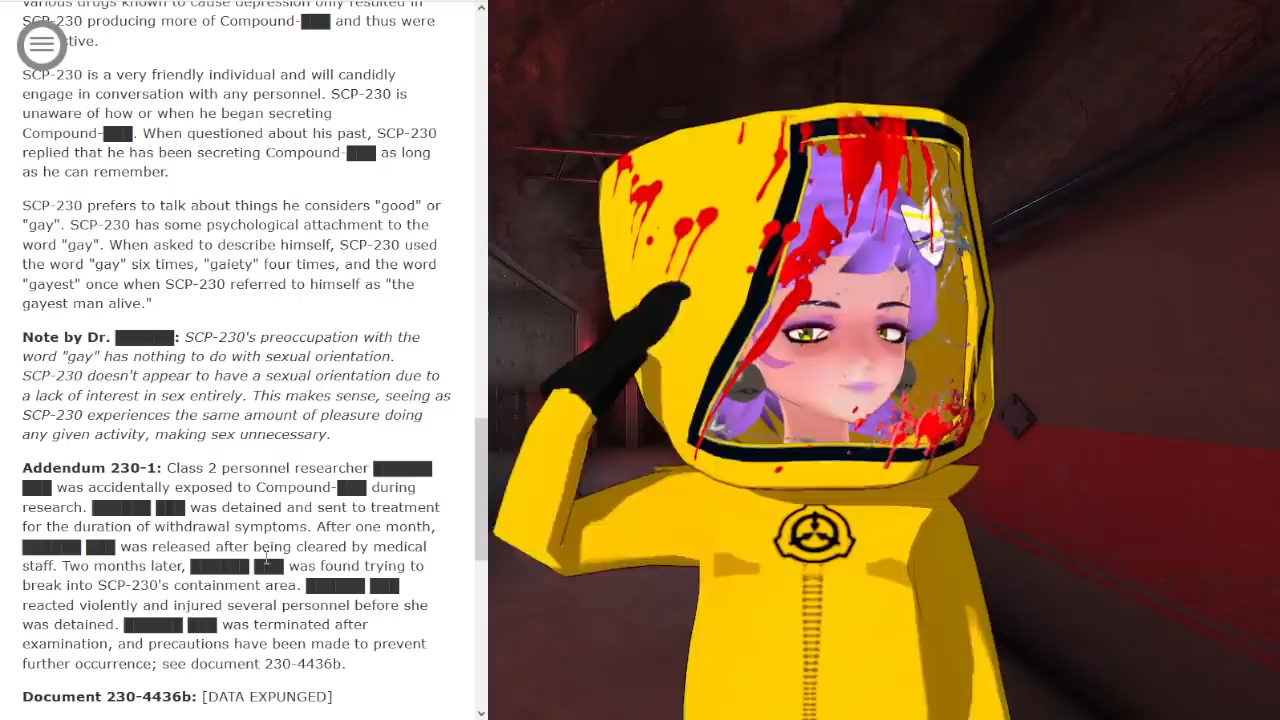 various drugs known to cause depression only resulted in
SCP-230 producing more of Compound-███ and thus were
tive.
SCP-230 is a very friendly individual and will candidly
engage in conversation with any personnel. SCP-230 is
unaware of how or when he began secreting
Compound-███. When questioned about his past, SCP-230
replied that he has been secreting Compound-███ as long
as he can remember.
SCP-230 prefers to talk about things he considers "good" or
"gay". SCP-230 has some psychological attachment to the
word "gay". When asked to describe himself, SCP-230 used
the word "gay" six times, "gaiety" four times, and the word
"gayest" once when SCP-230 referred to himself as "the
gayest man alive."
Note by Dr. ██████: SCP-230's preoccupation with the
word "gay" has nothing to do with sexual orientation.
SCP-230 doesn't appear to have a sexual orientation due to
a lack of interest in sex entirely. This makes sense, seeing as
SCP-230 experiences the same amount of pleasure doing
any given activity, making sex unnecessary.
Addendum 230-1: Class 2 personnel researcher ██████
███ was accidentally exposed to Compound-███ during
research. ██████ ███ was detained and sent to treatment
for the duration of withdrawal symptoms. After one month,
██████ ███ was released after being cleared by medical
staff. Two months later, ██████ ███ was found trying to
break into SCP-230's containment area. ██████ ███
reacted violently and injured several personnel before she
was detained. ██████ ███ was terminated after
examination and precautions have been made to prevent
further occurrence; see document 230-4436b.
Document 230-4436b: [DATA EXPUNGED]